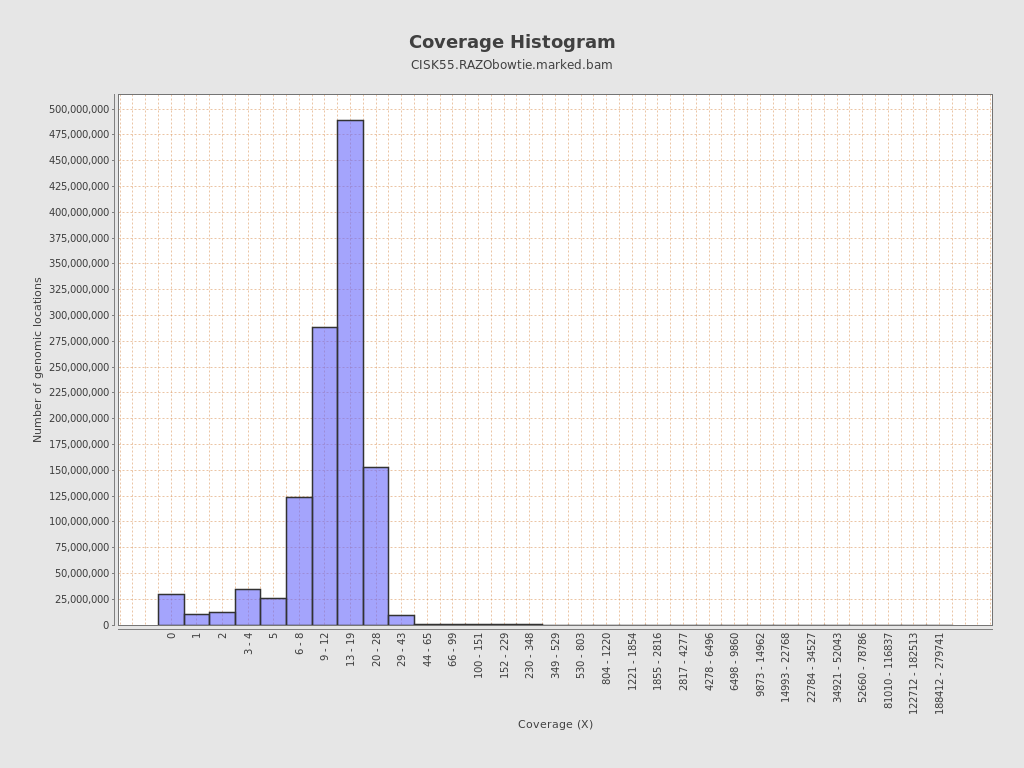 Coverage Histogram
CISK55.RAZObowtie.marked.bam
Number of genomic locations
500,000,000
475,000,000
450,000,000
425,000,000
400,000,000
375,000,000
350,000,000
325,000,000
300,000,000
275,000,000
250,000,000
225,000,000
200,000,000
175,000,000
150,000,000
125,000,000
100,000,000
75,000,000
50,000,000
25,000,000
0
0
1
2
3 - 4
5
6 - 8
9 - 12
13 - 19
20 - 28
29 - 43
44 - 65
66 - 99
100 - 151
152 - 229
230 - 348
349 - 529
530 - 803
804 - 1220
1221 - 1854
1855 - 2816
2817 - 4277
4278 - 6496
6498 - 9860
9873 - 14962
14993 - 22768
22784 - 34527
34921 - 52043
52660 - 78786
81010 - 116837
122712 - 182513
188412 - 279741
Coverage (X)